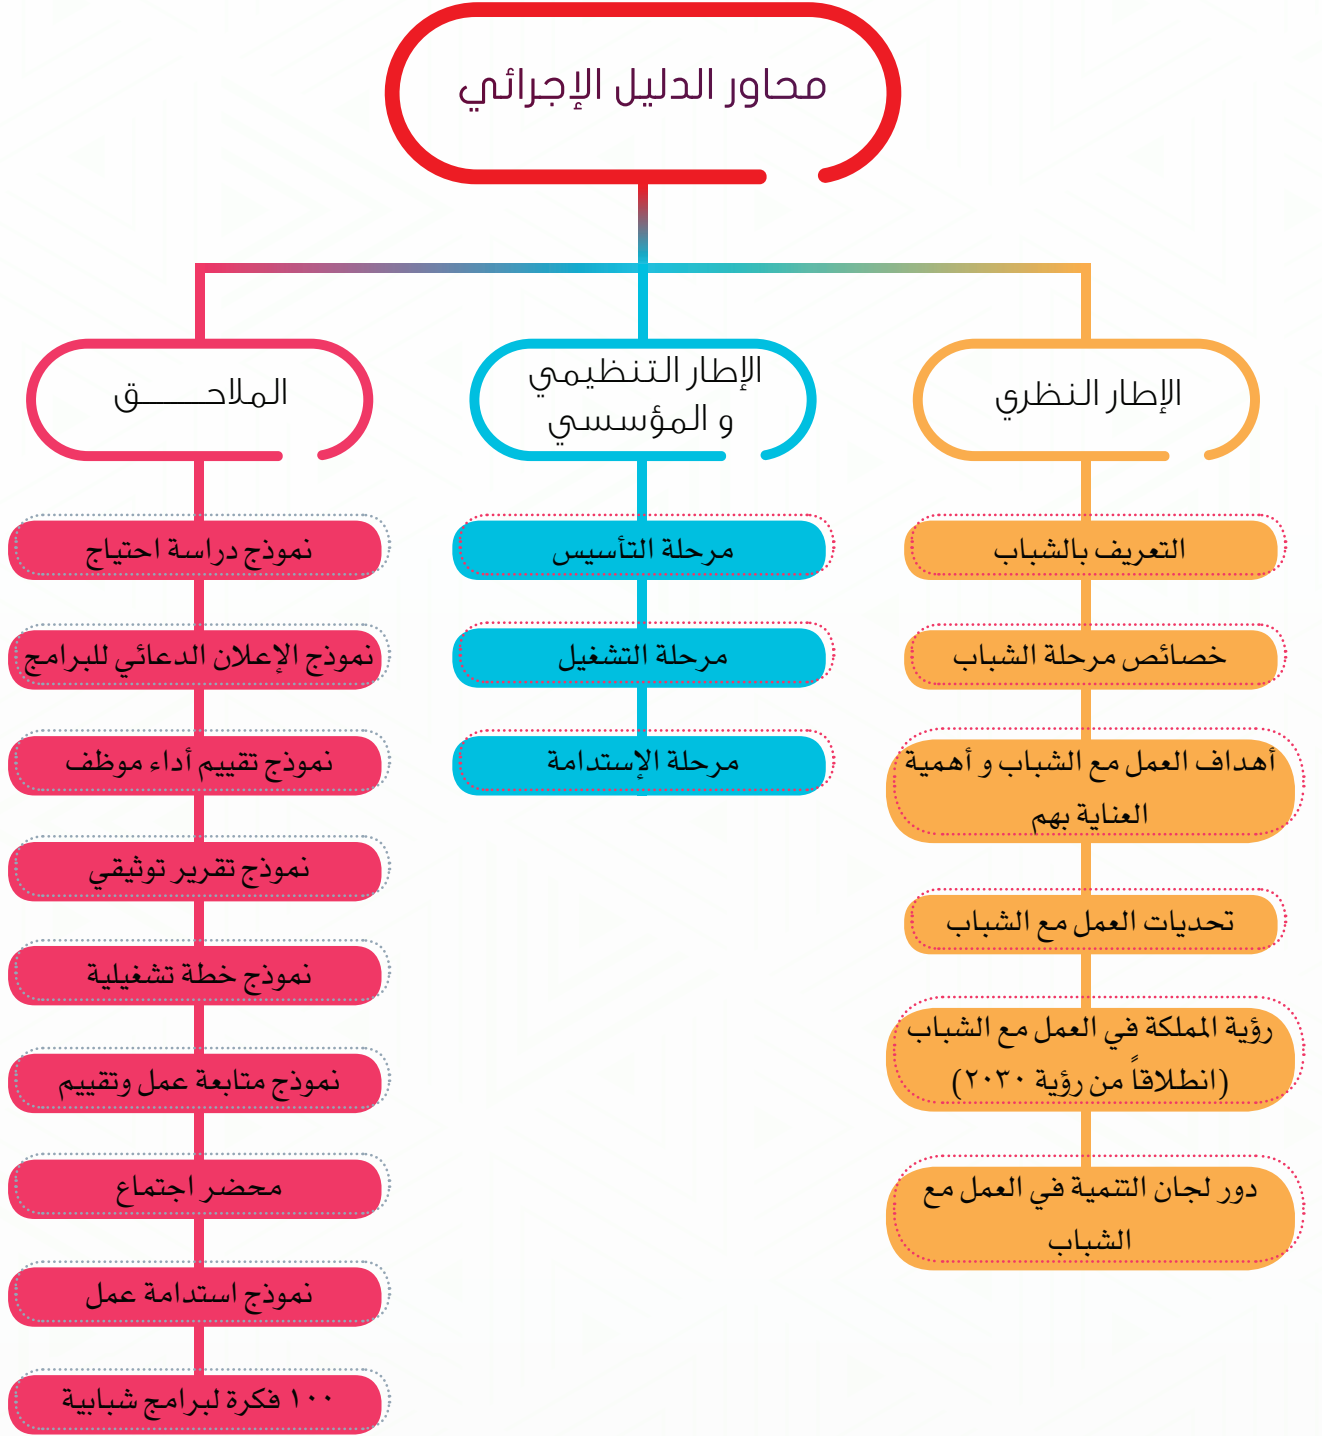 محاور الدليل الإجرائي
الإطار النظري
التعريف بالشباب
خصائص مرحلة الشباب
أهداف العمل مع الشباب و أهمية
العناية بهم
تحديات العمل مع الشباب
رؤية المملكة في العمل مع الشباب
(انطلاقاً من رؤية ٢٠٣٠)
دور لجان التنمية في العمل مع
الشباب
الإطار التنظيمي
و المؤسسي
مرحلة التأسيس
مرحلة التشغيل
مرحلة الإستدامة
الملاحـــــــق
نموذج دراسة احتياج
نموذج الإعلان الدعائي للبرامج
نموذج تقييم أداء موظف
نموذج تقرير توثيقي
نموذج خطة تشغيلية
نموذج متابعة عمل وتقييم
محضر اجتماع
نموذج استدامة عمل
١٠٠ فكرة لبرامج شبابية